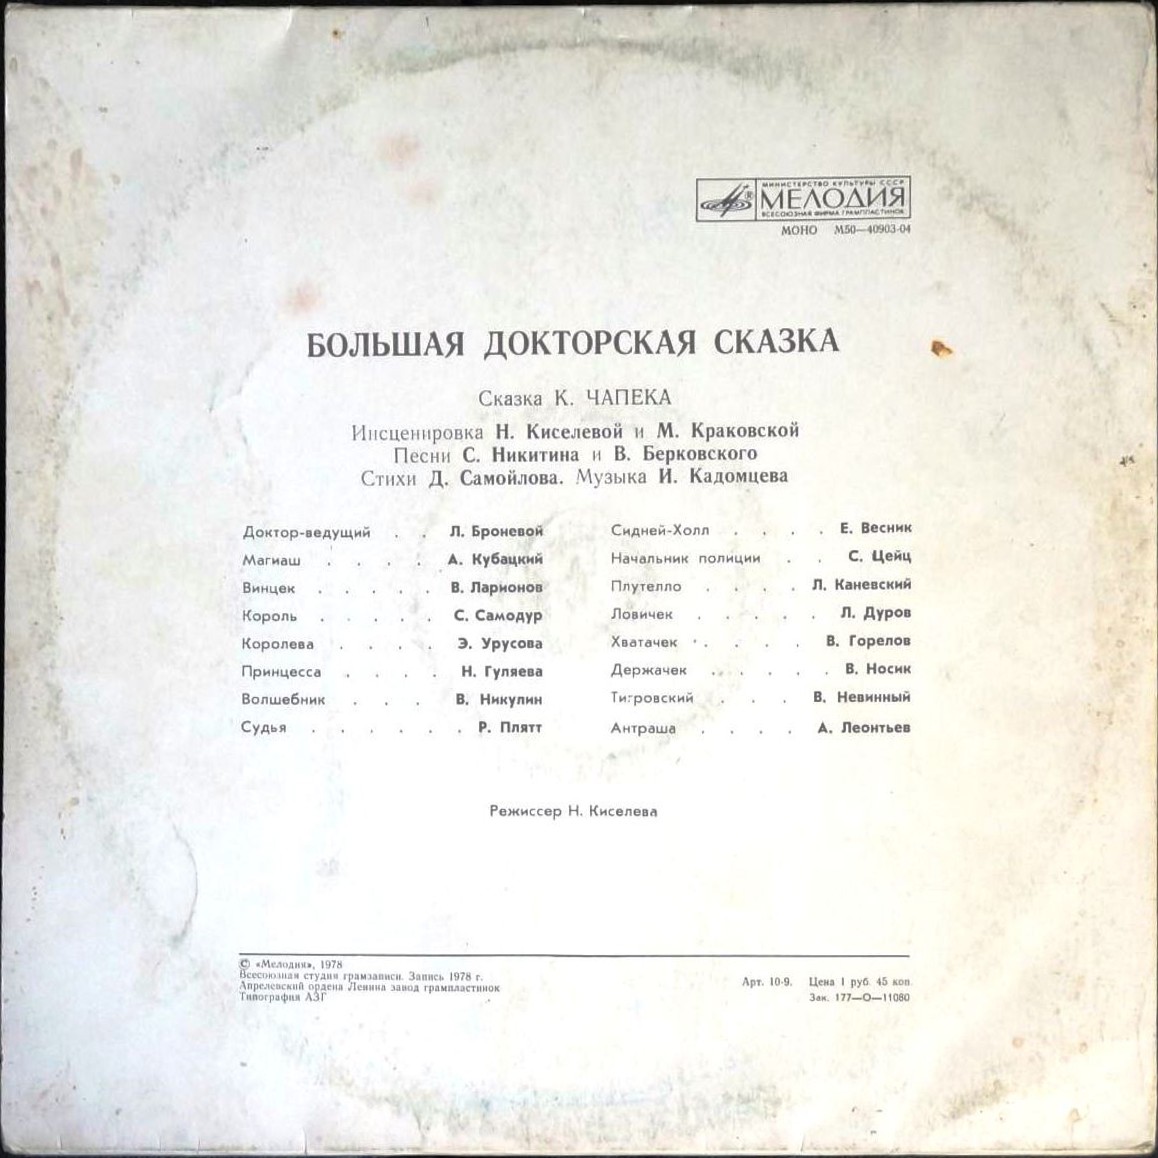 МИНИСТЕРСТВО КУЛЬТУРЫ СССР
МЕЛОДИЯ
ВСЕСОЮЗНАЯ ФИРМА ГРАМПЛАСТИНОК
МОНО М50—40903-04
БОЛЬШАЯ ДОКТОРСКАЯ СКАЗКА
Сказка К. ЧАПЕКА
Инсценировка Н. Киселевой и М. Краковской
Песни С. Никитина и В. Берковского
Стихи Д. Самойлова. Музыка И. Кадомцева
Доктор-ведущий . . Л. Броневой
Магиаш . . . . А. Кубацкий
Винцек . . . . . В. Ларионов
Король . . . . . С. Самодур
Королева . . . . Э. Урусова
Принцесса . . . . Н. Гуляева
Волшебник . . . В. Никулин
Судья . . . . . . Р. Плятт
Сидней-Холл . . . . Е. Весник
Начальник полиции . . С. Цейц
Плутелло . . . . Л. Каневский
Ловичек . . . . . Л. Дуров
Хватачек . . . . В. Горелов
Держачек . . . . . В. Носик
Тигровский . . . В. Невинный
Антраша . . . . А. Леонтьев
Режиссер Н. Киселева
© «Мелодия», 1978
Всесоюзная студия грамзаписи. Запись 1978 г.
Апрелевский ордена Ленина завод грампластинок
Типография АЗГ
Арт. 10-9. Цена 1 руб. 45 коп.
Зак. 177—О—11080